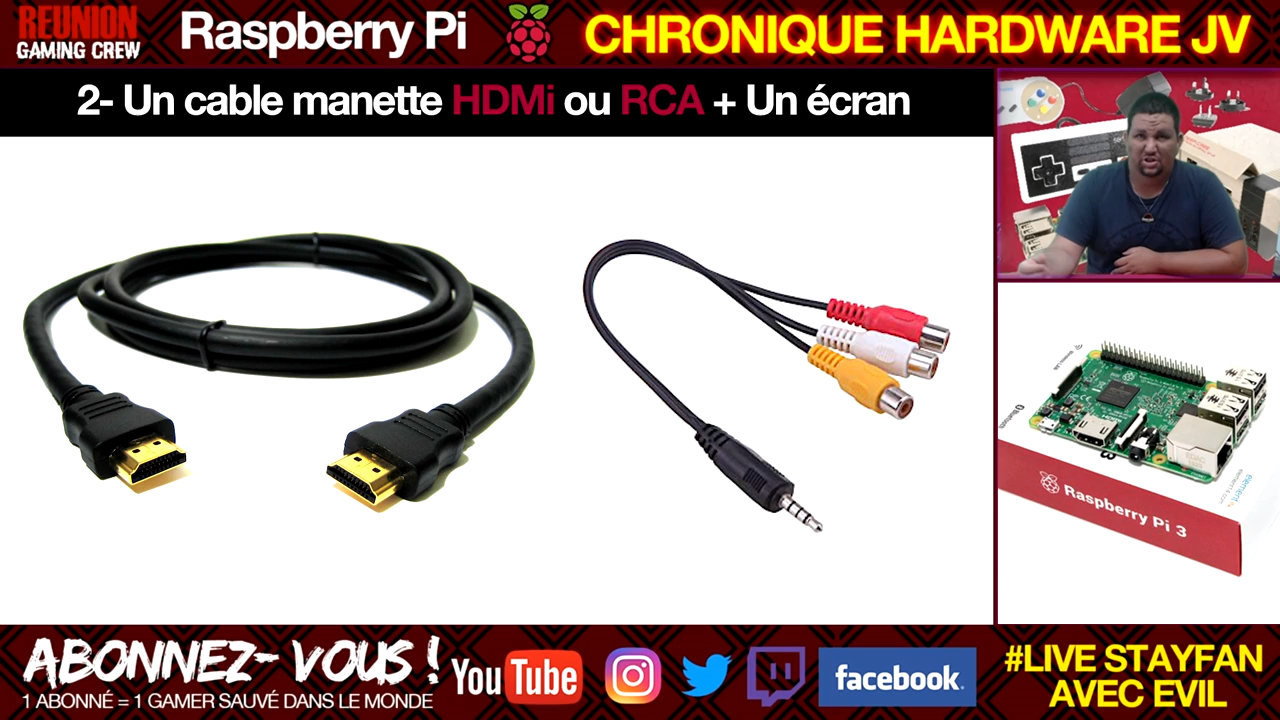 REUNION
GAMING CREW
Raspberry Pi
CHRONIQUE HARDWARE JV
2- Un cable manette HDMi ou RCA + Un écran
Raspberry Pi 3
ABONNEZ- VOUS !
1 ABONNÉ = 1 GAMER SAUVÉ DANS LE MONDE
YouTube
facebook
#LIVE STAYFAN
AVEC EVIL